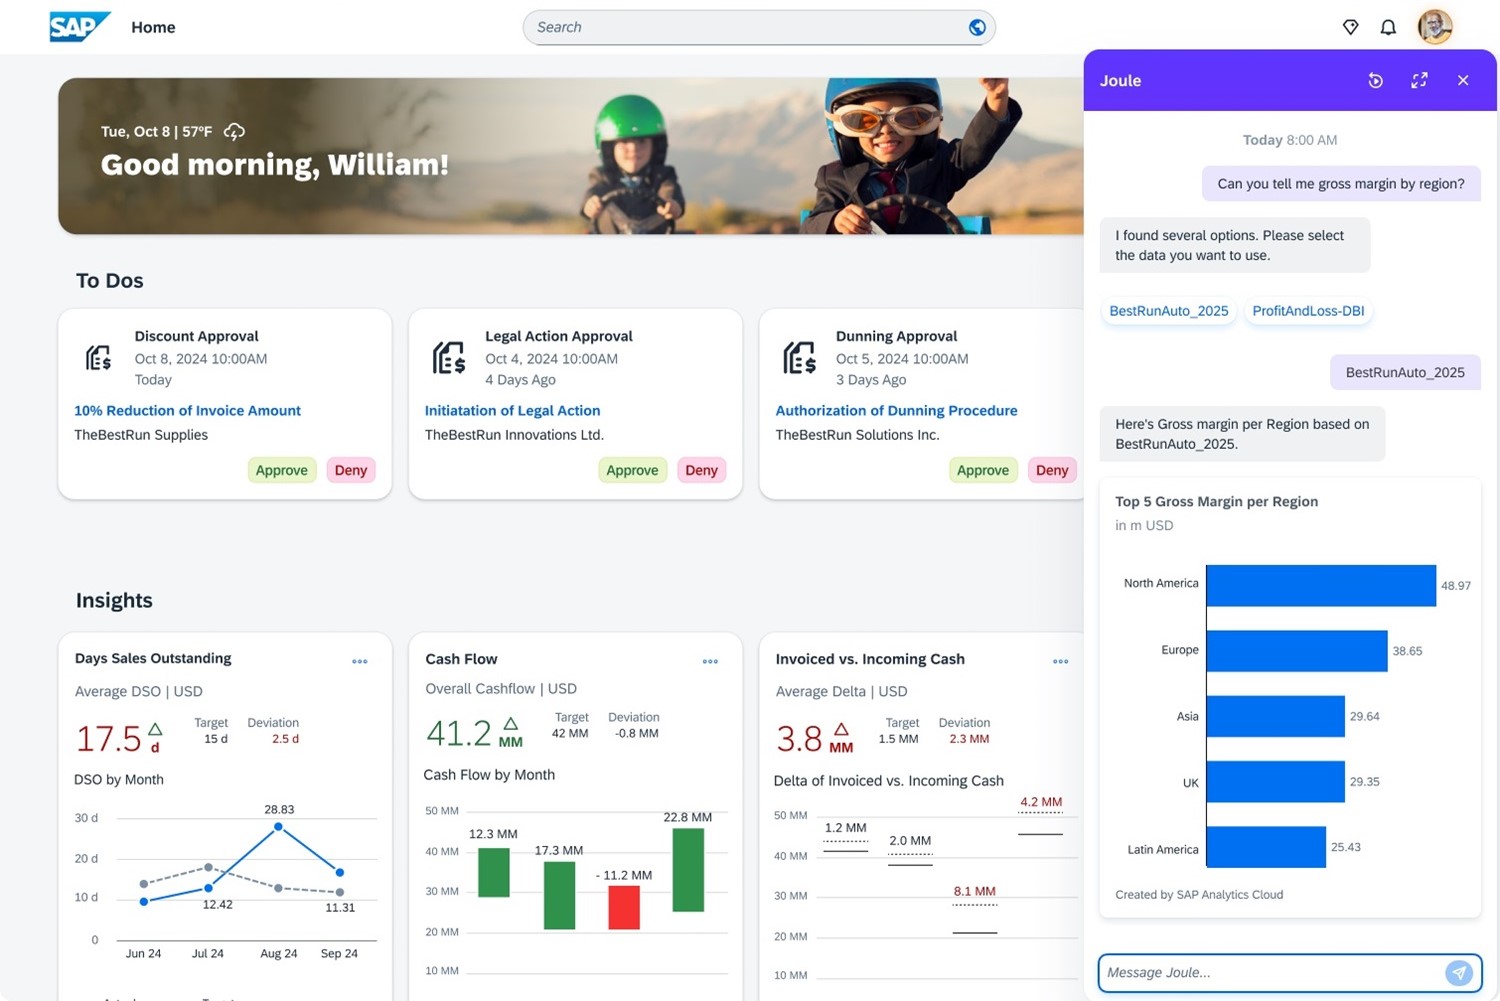 SAP
Home
Search
Tue, Oct 8 | 57°F
Good morning, William!
To Dos
Discount Approval
Oct 8, 2024 10:00AM
Today
10% Reduction of Invoice Amount
TheBestRun Supplies
Approve
Deny
Legal Action Approval
Oct 4, 2024 10:00AM
4 Days Ago
Initiatation of Legal Action
TheBestRun Innovations Ltd.
Approve
Deny
Dunning Approval
Oct 5, 2024 10:00AM
3 Days Ago
Authorization of Dunning Procedure
TheBestRun Solutions Inc.
Approve
Deny
Insights
Days Sales Outstanding
Average DSO | USD
17.5 d
Target
15 d
Deviation
2.5 d
DSO by Month
30 d
20 d
10 d
0
28.83
12.42
11.31
Jun 24
Jul 24
Aug 24
Sep 24
Cash Flow
Overall Cashflow | USD
41.2 MM
Target
42 MM
Deviation
-0.8 MM
Cash Flow by Month
50 MM
40 MM
30 MM
20 MM
10 MM
12.3 MM
17.3 MM
- 11.2 MM
22.8 MM
Invoiced vs. Incoming Cash
Average Delta | USD
3.8 MM
Target
1.5 MM
Deviation
2.3 MM
Delta of Invoiced vs. Incoming Cash
50 MM
40 MM
30 MM
20 MM
10 MM
1.2 MM
2.0 MM
8.1 MM
4.2 MM
Joule
Today 8:00 AM
Can you tell me gross margin by region?
I found several options. Please select
the data you want to use.
BestRunAuto_2025
ProfitAndLoss-DBI
BestRunAuto_2025
Here's Gross margin per Region based on
BestRunAuto_2025.
Top 5 Gross Margin per Region
in m USD
North America
48.97
Europe
38.65
Asia
29.64
UK
29.35
Latin America
25.43
Created by SAP Analytics Cloud
Message Joule...